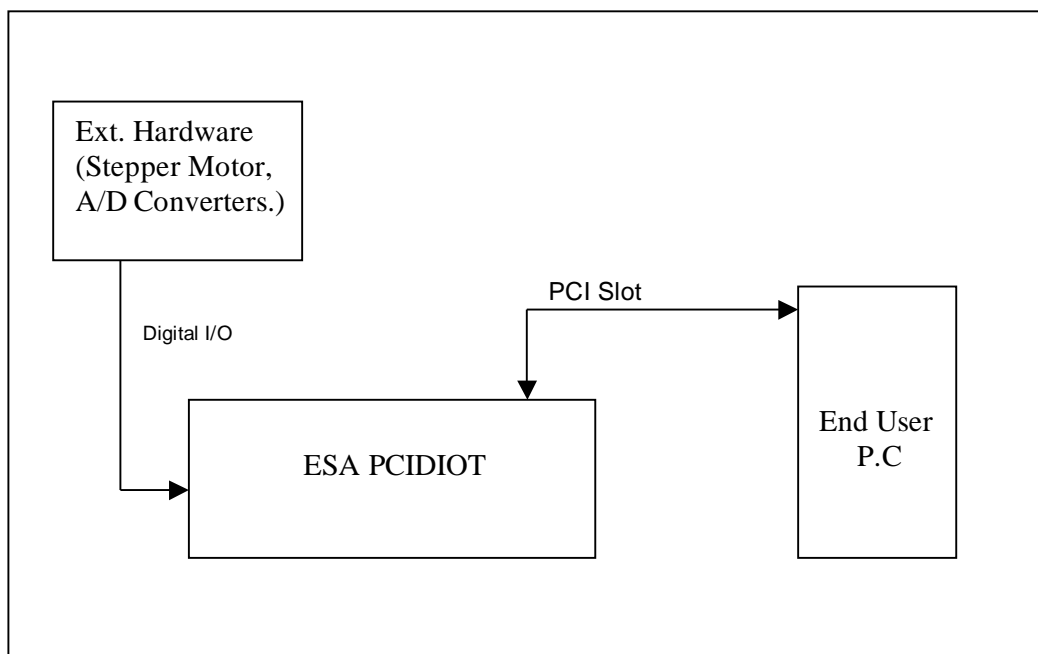 Ext. Hardware
(Stepper Motor,
A/D Converters.)
PCI Slot
Digital I/O
ESA PCIDIOT
End User
P.C